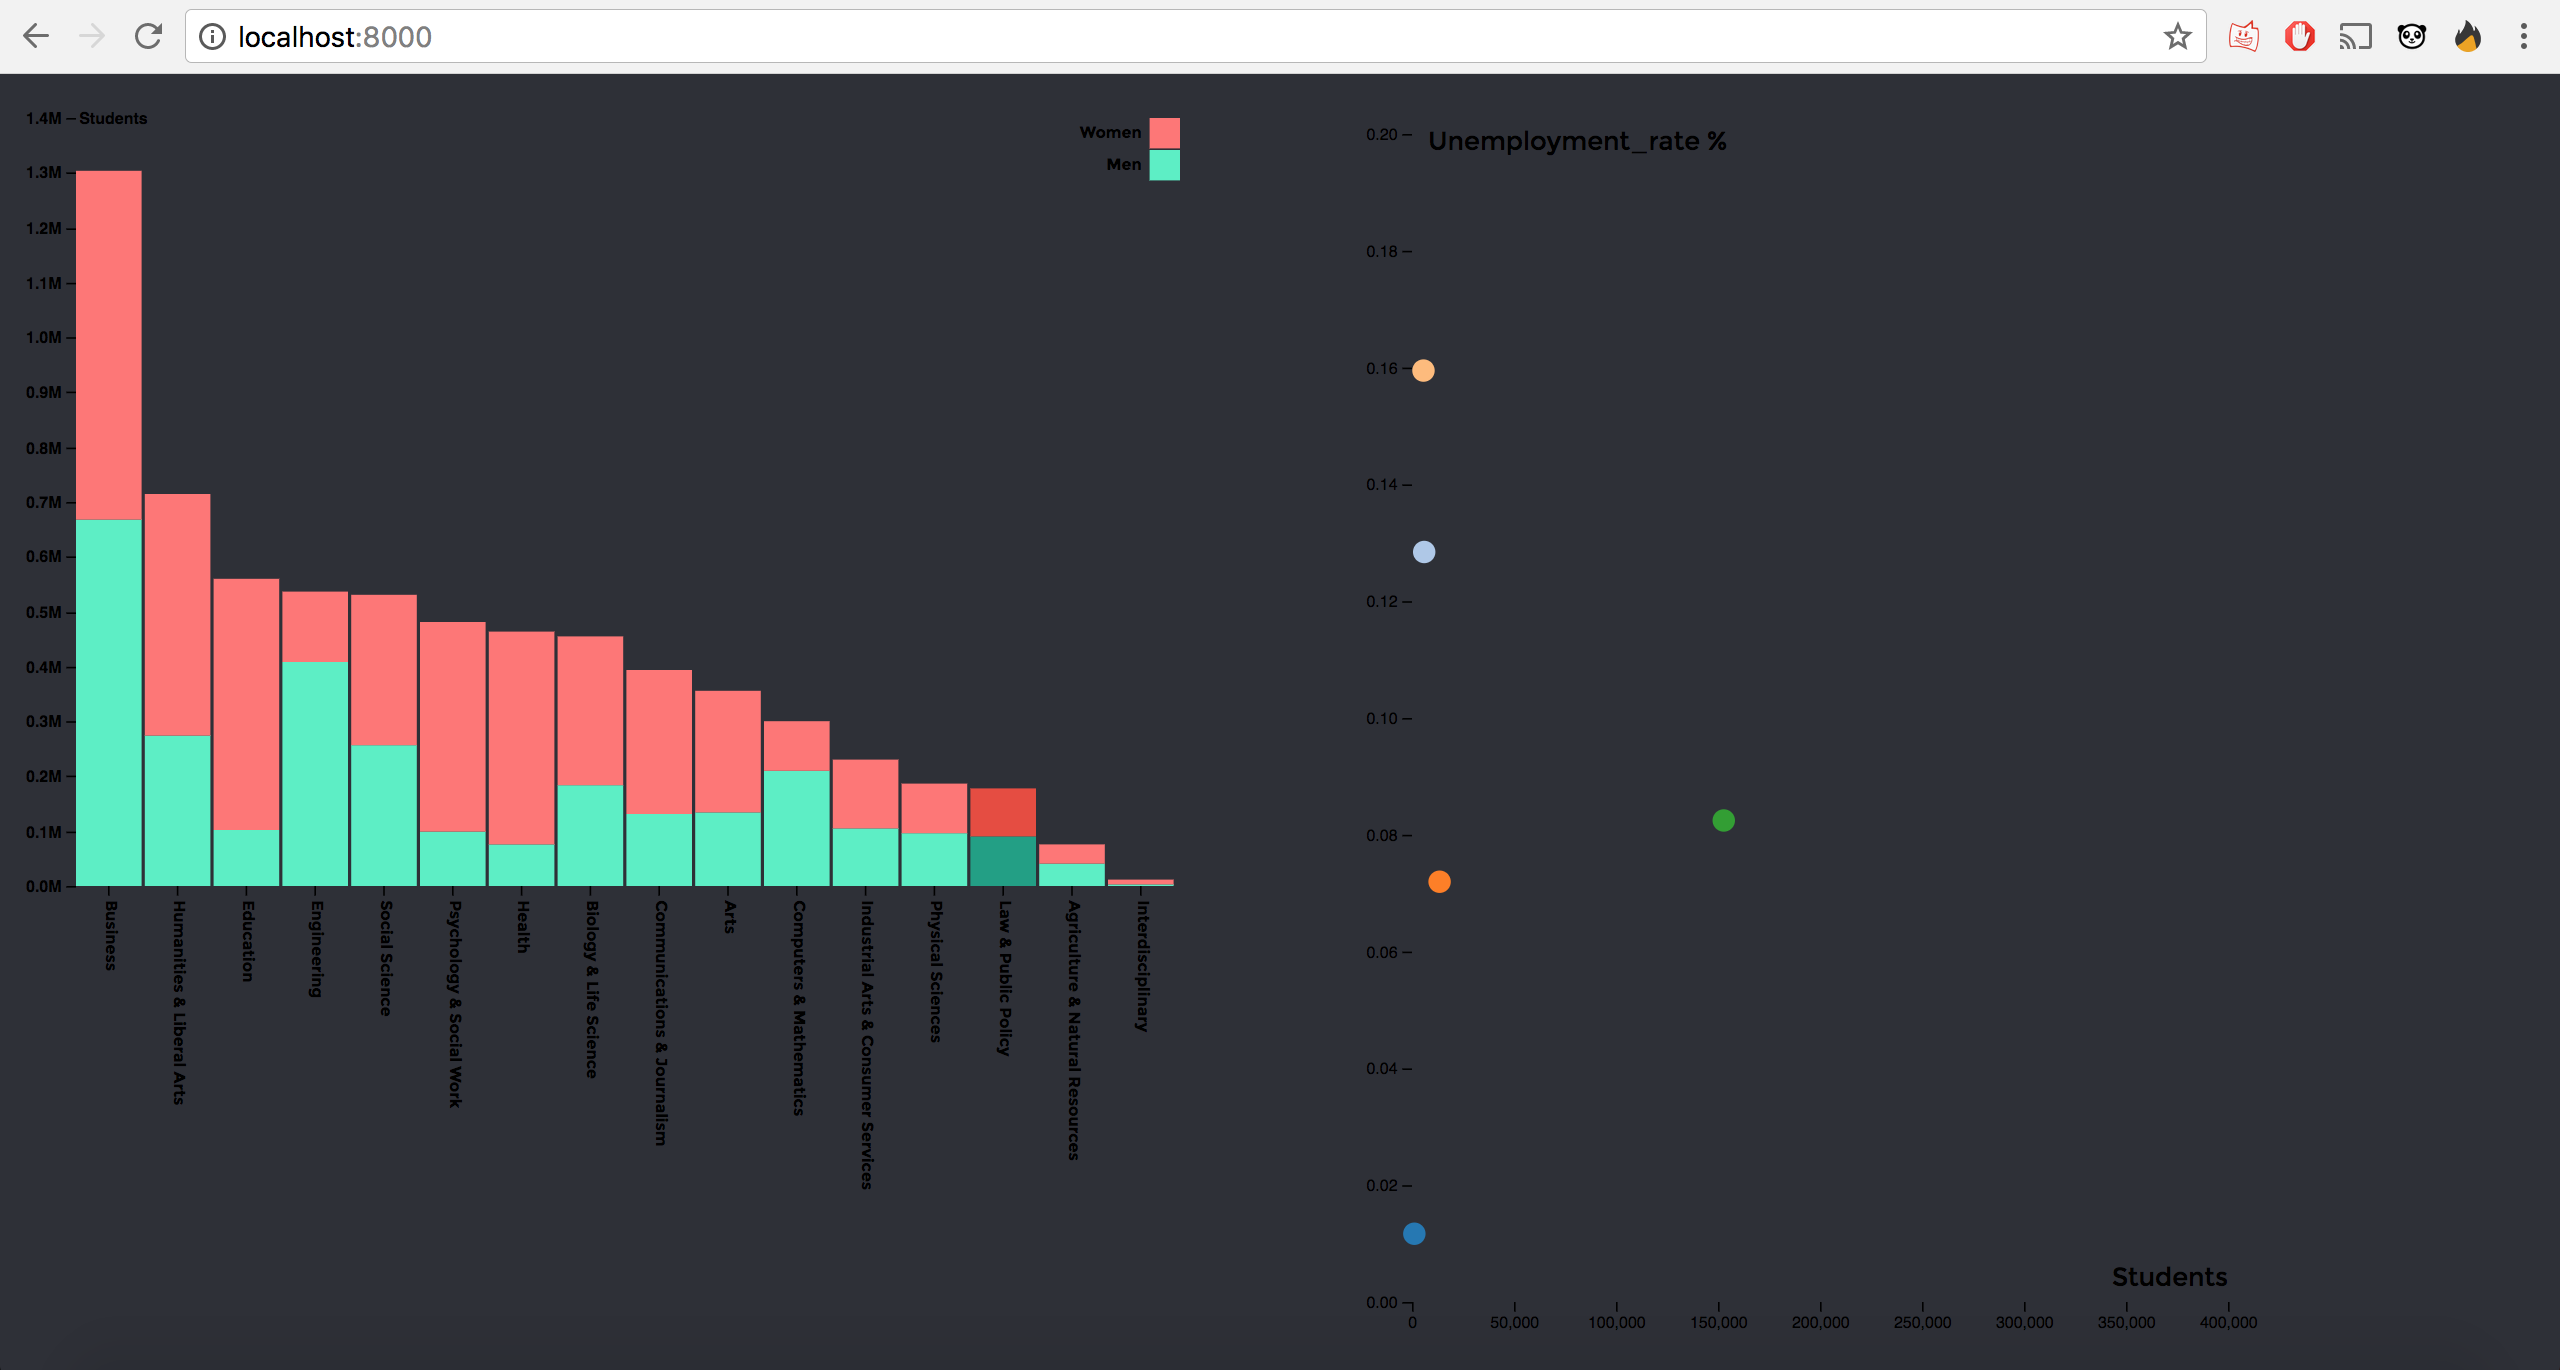 localhost:8000
1.4M
Students
1.3M
1.2M
1.1M
1.0M
0.9M
0.8M
0.7M
0.6M
0.5M
0.4M
0.3M
0.2M
0.1M
0.0M
Women
Men
Business
Humanities & Liberal Arts
Education
Engineering
Social Science
Psychology & Social Work
Health
Biology & Life Science
Communications & Journalism
Arts
Computers & Mathematics
Industrial Arts & Consumer Services
Physical Sciences
Law & Public Policy
Agriculture & Natural Resources
Interdisciplinary
Unemployment_rate %
0.20
0.18
0.16
0.14
0.12
0.10
0.08
0.06
0.04
0.02
0.00
Students
0 50,000 100,000 150,000 200,000 250,000 300,000 350,000 400,000